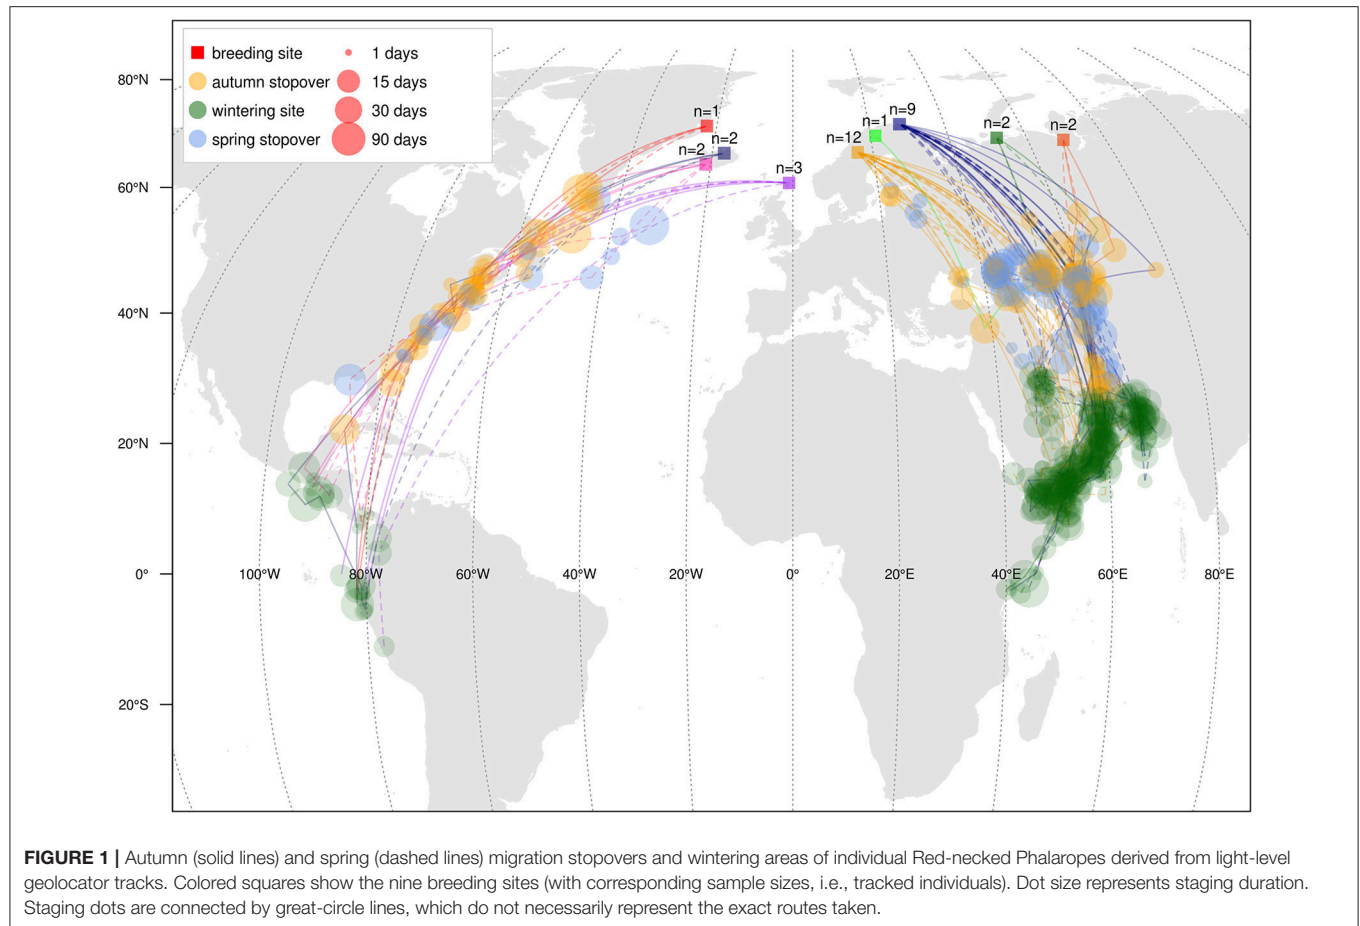 breeding site
autumn stopover
wintering site
spring stopover
1 days
15 days
30 days
90 days
80°N
60°N
40°N
20°N
0°
20°S
n=1
n=2
n=2
n=3
n=12
n=1
n=9
n=2
n=2
100°W
80°W
60°W
40°W
20°W
0°
20°E
40°E
60°E
80°E
FIGURE 1 | Autumn (solid lines) and spring (dashed lines) migration stopovers and wintering areas of individual Red-necked Phalaropes derived from light-level
geolocator tracks. Colored squares show the nine breeding sites (with corresponding sample sizes, i.e., tracked individuals). Dot size represents staging duration.
Staging dots are connected by great-circle lines, which do not necessarily represent the exact routes taken.